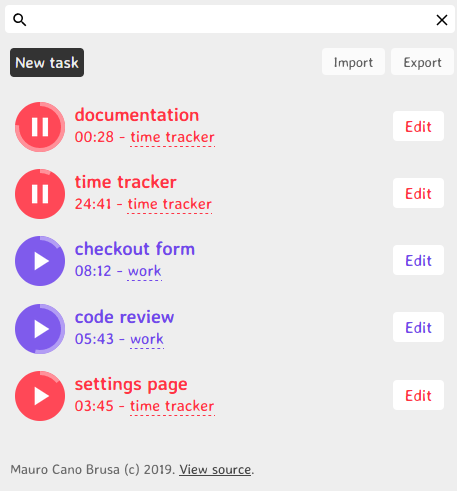 New task
Import
Export
documentation
00:28 - time tracker
Edit
time tracker
24:41 - time tracker
Edit
checkout form
08:12 - work
Edit
code review
05:43 - work
Edit
settings page
03:45 - time tracker
Edit
Mauro Cano Brusa (c) 2019. View source.